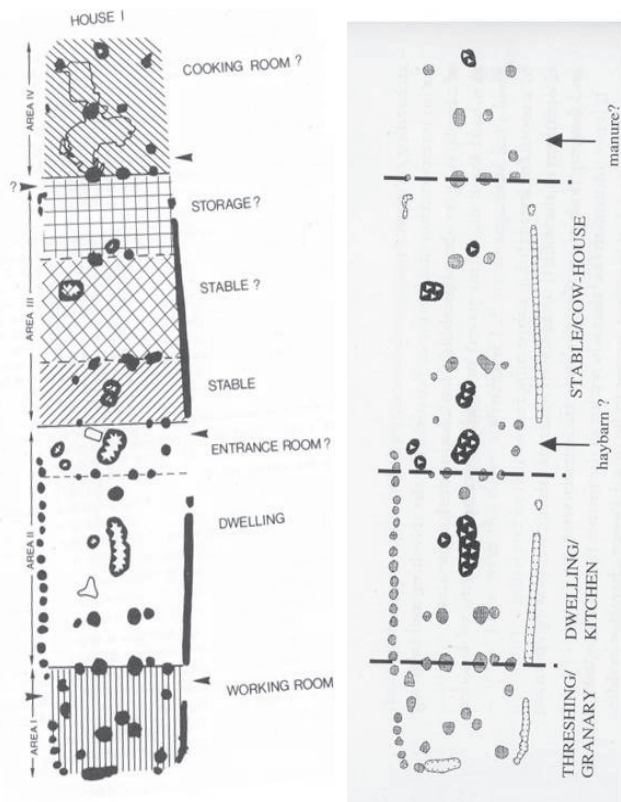 HOUSE I
COOKING ROOM ?
AREA IV
?
STORAGE ?
STABLE ?
AREA III
STABLE
ENTRANCE ROOM ?
DWELLING
AREA II
WORKING ROOM
AREA I
manure?
STABLE/COW-HOUSE
haybarn ?
DWELLING/
KITCHEN
THRESHING/
GRANARY